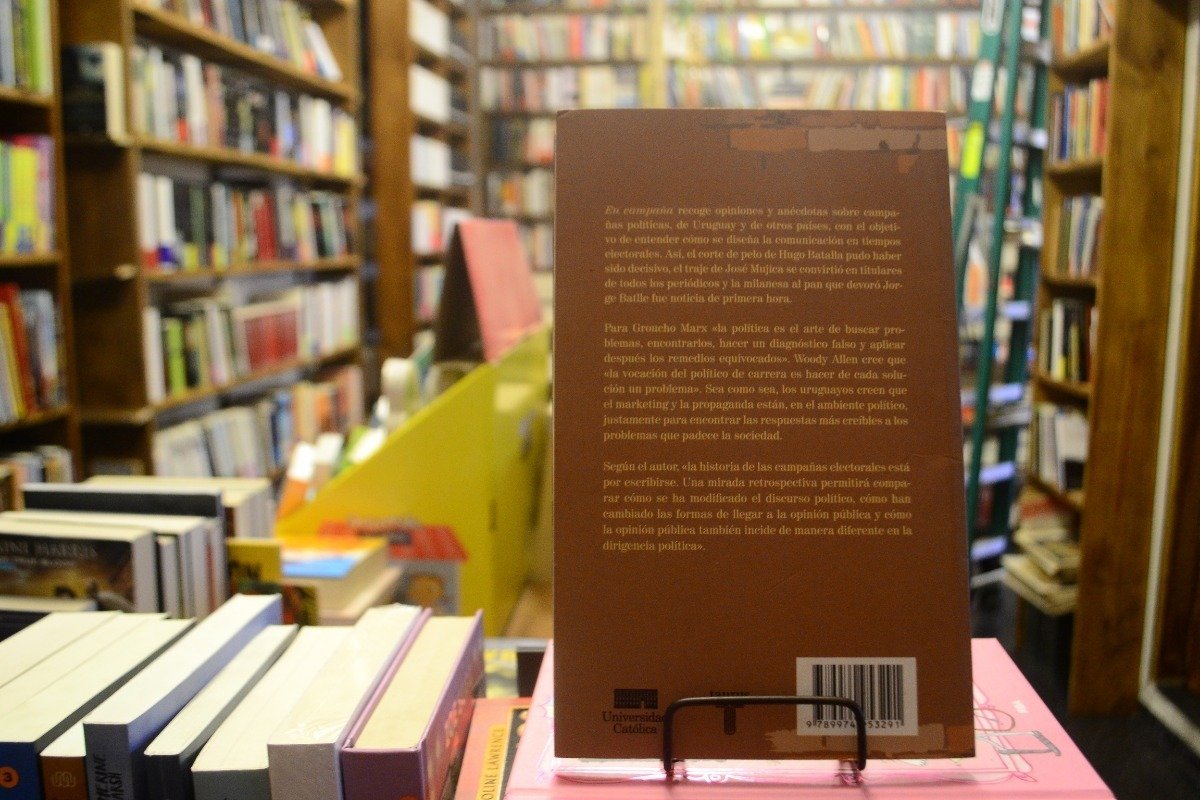 En campaña recoge opiniones y anécdotas sobre campa-
ñas políticas, de Uruguay y de otros países, con el objeti-
vo de entender cómo se diseña la comunicación en tiempos
electorales. Así, el corte de pelo de Hugo Batalla pudo haber
sido decisivo, el traje de José Mujica se convirtió en titulares
de todos los periódicos y la milanesa al pan que devoró Jor-
ge Batlle fue noticia de primera hora.
Para Groucho Marx «la política es el arte de buscar pro-
blemas, encontrarlos, hacer un diagnóstico falso y aplicar
después los remedios equivocados». Woody Allen cree que
«la vocación del político de carrera es hacer de cada solu-
ción un problema». Sea como sea, los uruguayos creen que
el marketing y la propaganda están, en el ambiente político,
justamente para encontrar las respuestas más creíbles a los
problemas que padece la sociedad.
Según el autor, «la historia de las campañas electorales está
por escribirse. Una mirada retrospectiva permitirá compa-
rar cómo se ha modificado el discurso político, cómo han
cambiado las formas de llegar a la opinión pública y cómo
la opinión pública también incide de manera diferente en la
dirigencia política».
Universidad
Católica
3
LAWRENCE